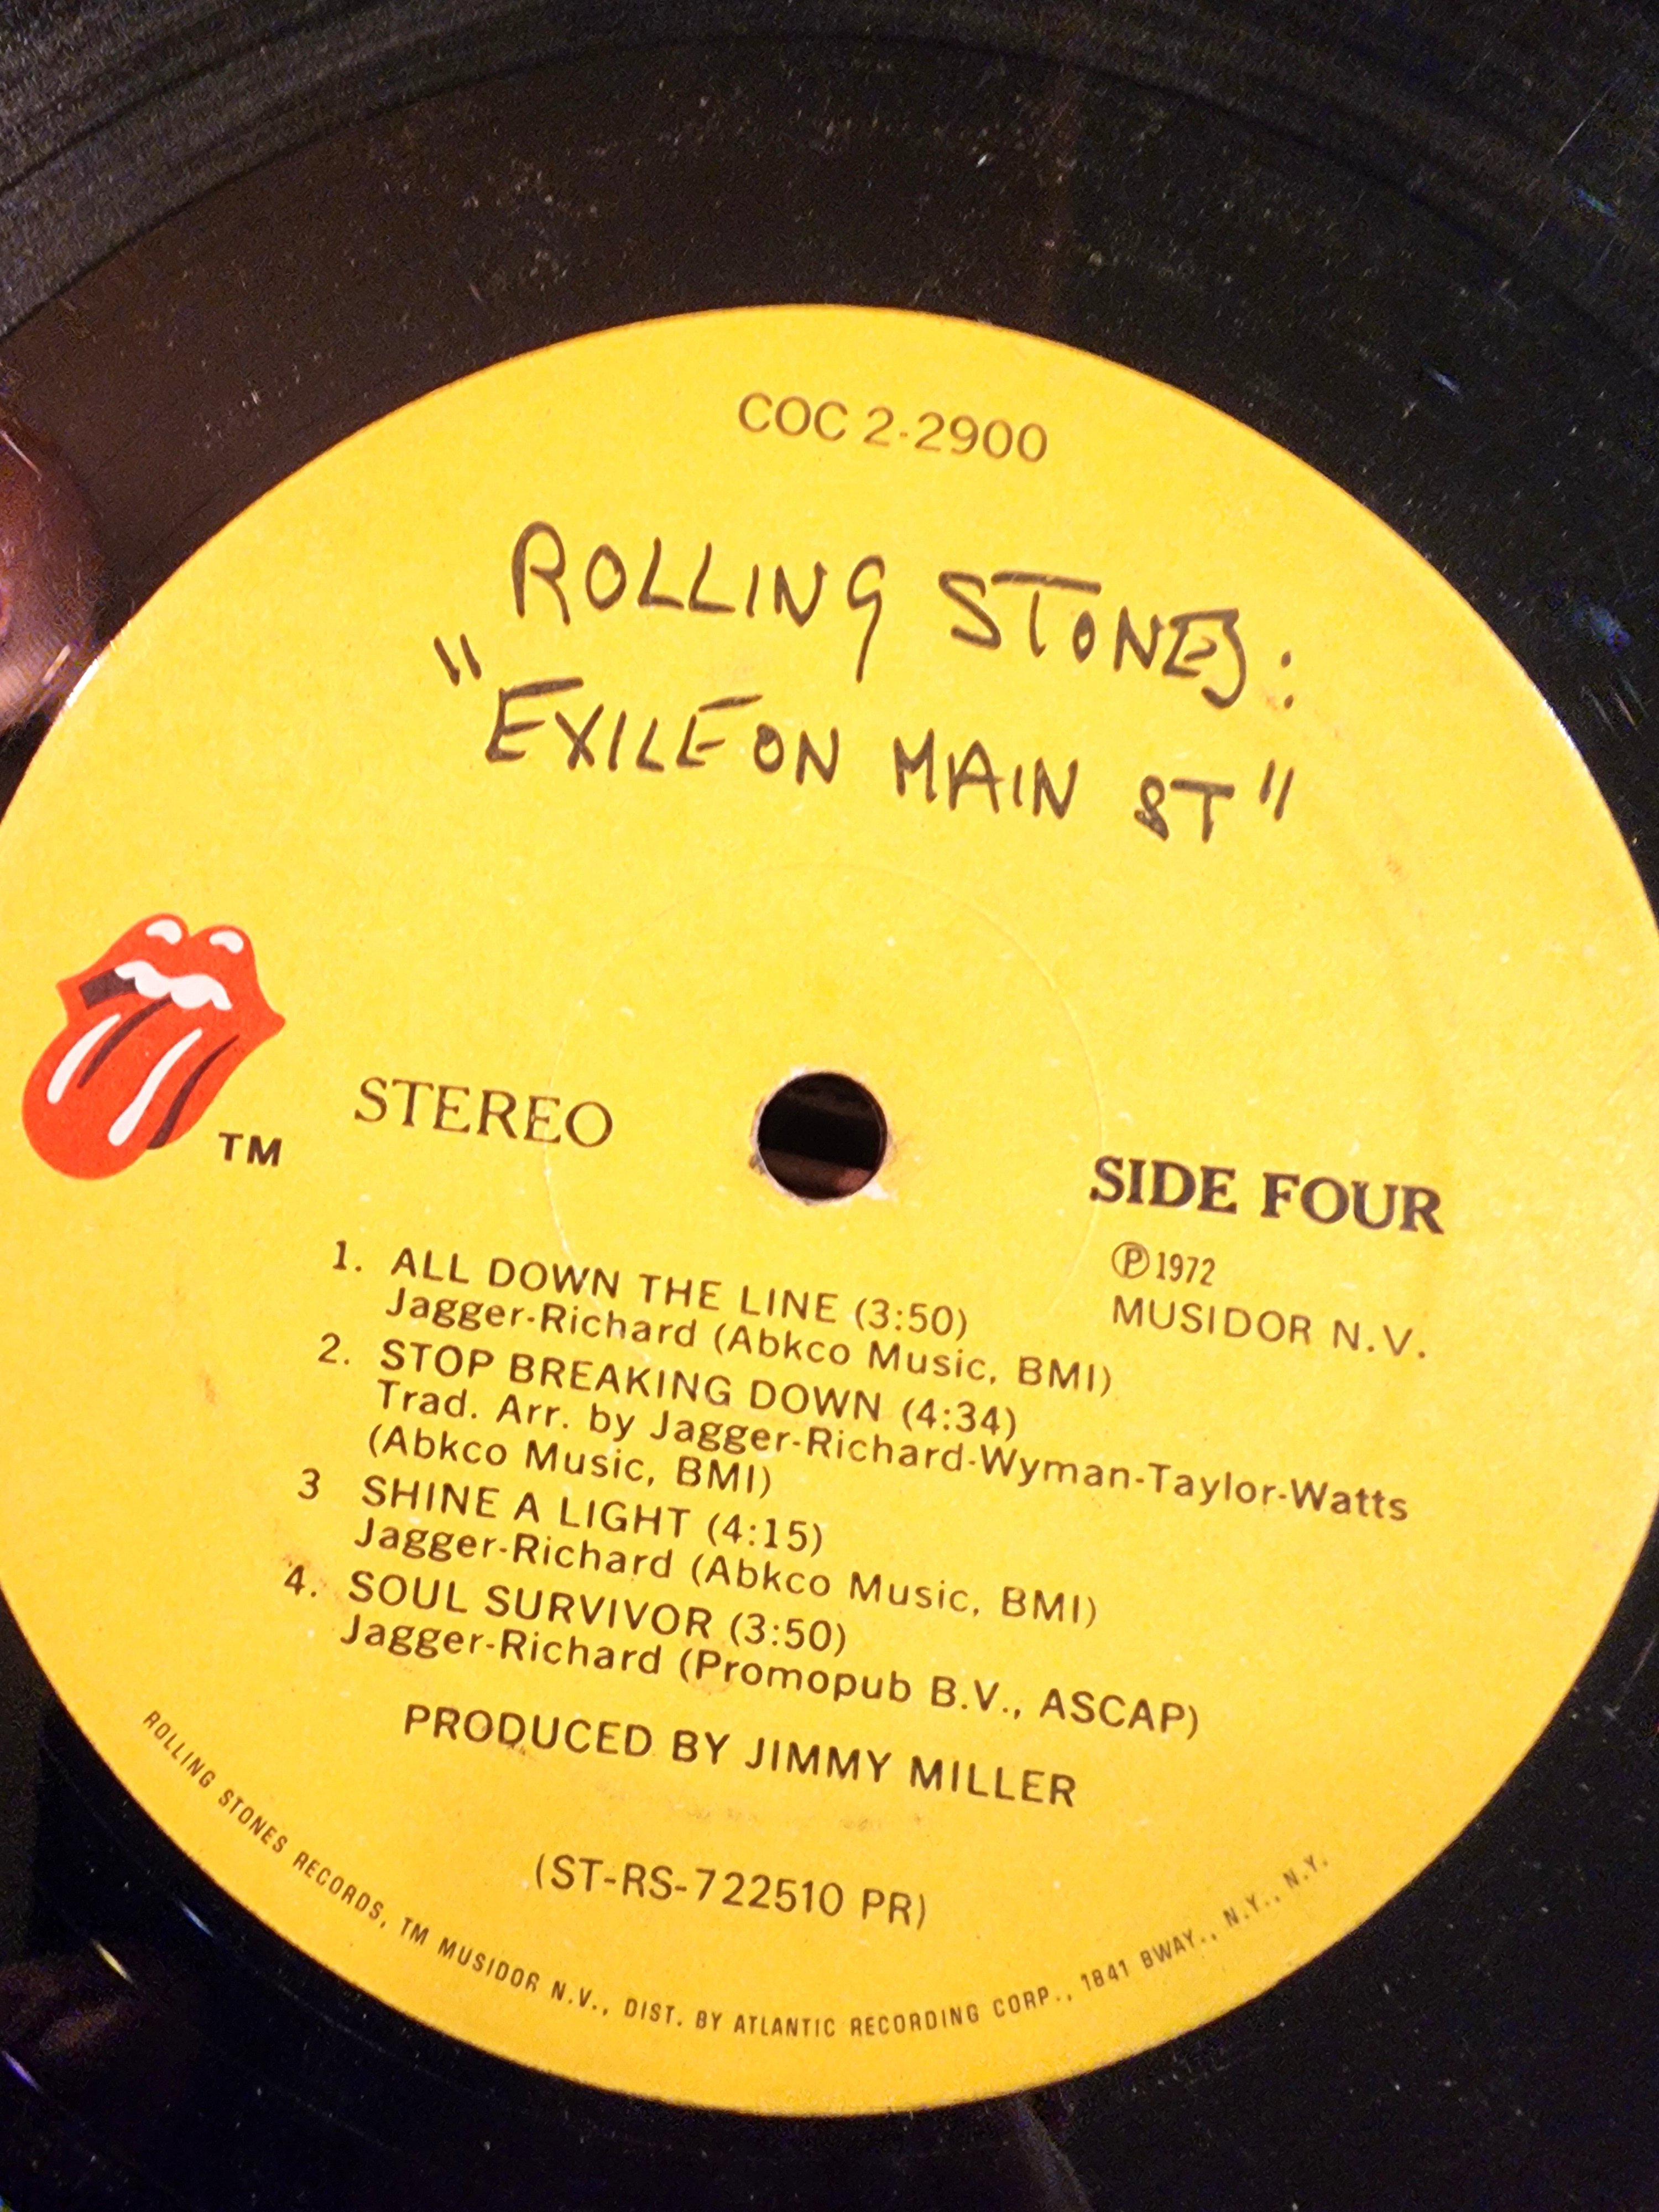 COC 2-2900
ROLLING STONES:
"EXILE ON MAIN ST"
TM
STEREO
SIDE FOUR
Ⓟ1972
MUSIDOR N.V.
1. ALL DOWN THE LINE (3:50)
Jagger-Richard (Abkco Music, BMI)
2. STOP BREAKING DOWN (4:34)
Trad. Arr. by Jagger-Richard-Wyman-Taylor-Watts
(Abkco Music, BMI)
3 SHINE A LIGHT (4:15)
Jagger-Richard (Abkco Music, BMI)
4. SOUL SURVIVOR (3:50)
Jagger-Richard (Promopub B.V., ASCAP)
PRODUCED BY JIMMY MILLER
(ST-RS-722510 PR)
ROLLING STONES RECORDS, TM MUSIDOR N.V., DIST. BY ATLANTIC RECORDING CORP., 1841 BWAY., N.Y., N.Y.